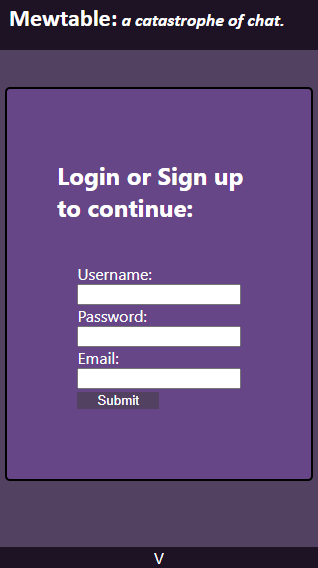 Mewtable: a catastrophe of chat.
Login or Sign up
to continue:
Username:
Password:
Email:
Submit
V